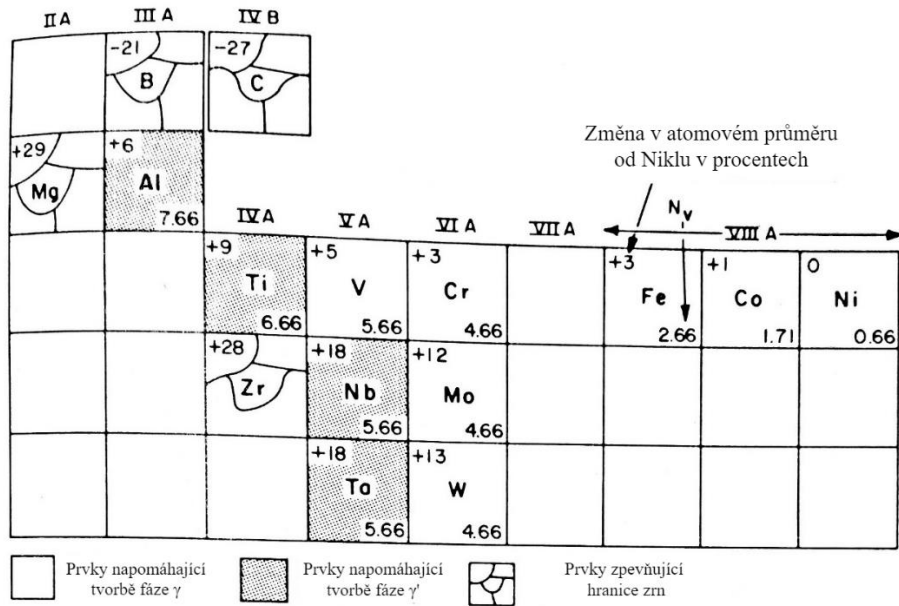 II A III A IV B
-21 -27
B C
+29 +6
Mg Al
7.66
Změna v atomovém průměru
od Niklu v procentech
IV A V A VI A VII A N_v VIII A
+9 +5 +3 +3 +1 0
Ti V Cr Fe Co Ni
6.66 5.66 4.66 2.66 1.71 0.66
+28 +18 +12
Zr Nb Mo
5.66 4.66
+18 +13
Ta W
5.66 4.66
Prvky napomáhající
tvorbě fáze γ
Prvky napomáhající
tvorbě fáze γ'
Prvky zpevňující
hranice zrn